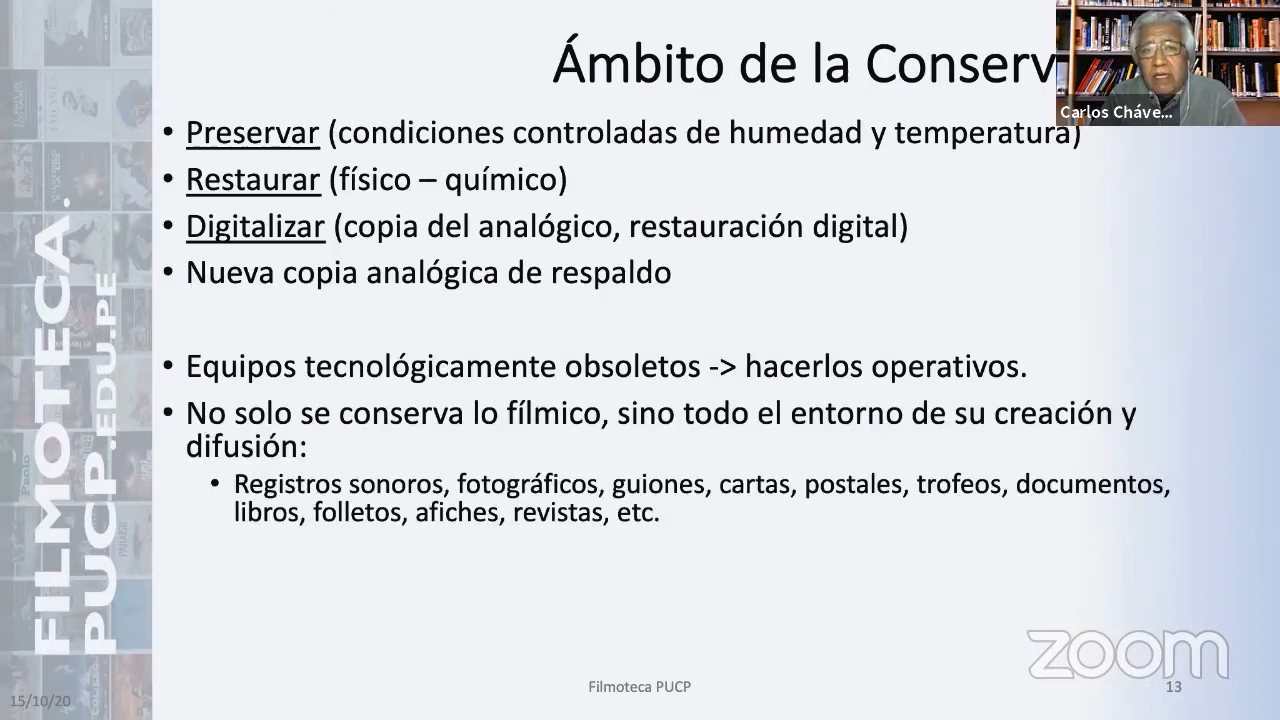 Ámbito de la Conserv
Carlos Cháve...
• Preservar (condiciones controladas de humedad y temperatura)
• Restaurar (físico – químico)
• Digitalizar (copia del analógico, restauración digital)
• Nueva copia analógica de respaldo
• Equipos tecnológicamente obsoletos -> hacerlos operativos.
• No solo se conserva lo fílmico, sino todo el entorno de su creación y
difusión:
• Registros sonoros, fotográficos, guiones, cartas, postales, trofeos, documentos,
libros, folletos, afiches, revistas, etc.
FILMOTECA.
PUCP.EDU.PE
zoom
15/10/20
Filmoteca PUCP
13